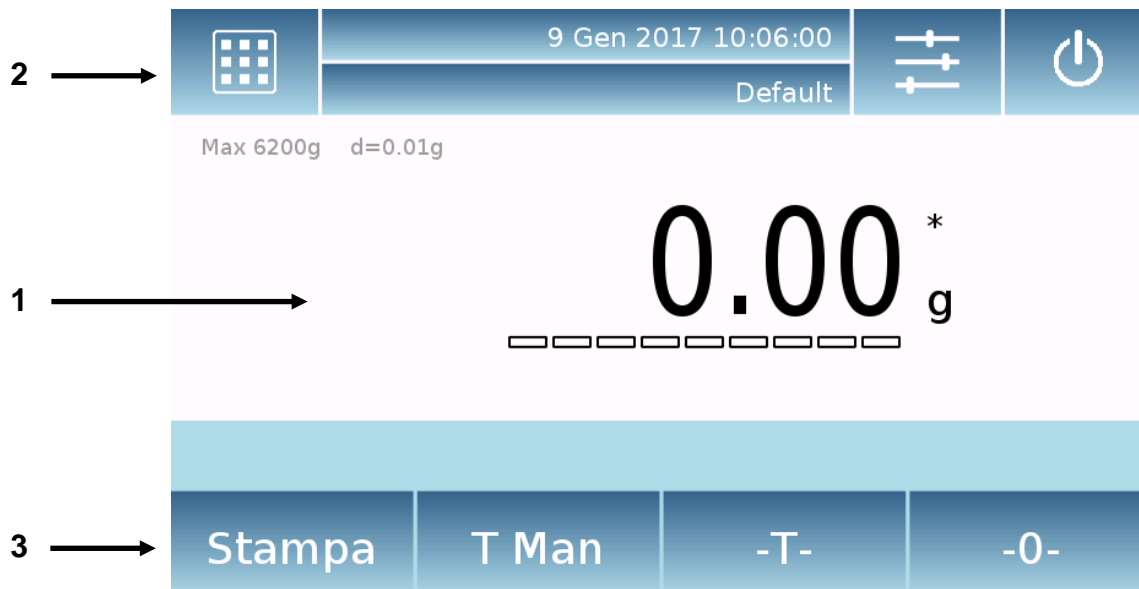 9 Gen 2017 10:06:00
2
Default
Max 6200g d=0.01g
0.00 *
1
g
3
Stampa T Man -T- -0-